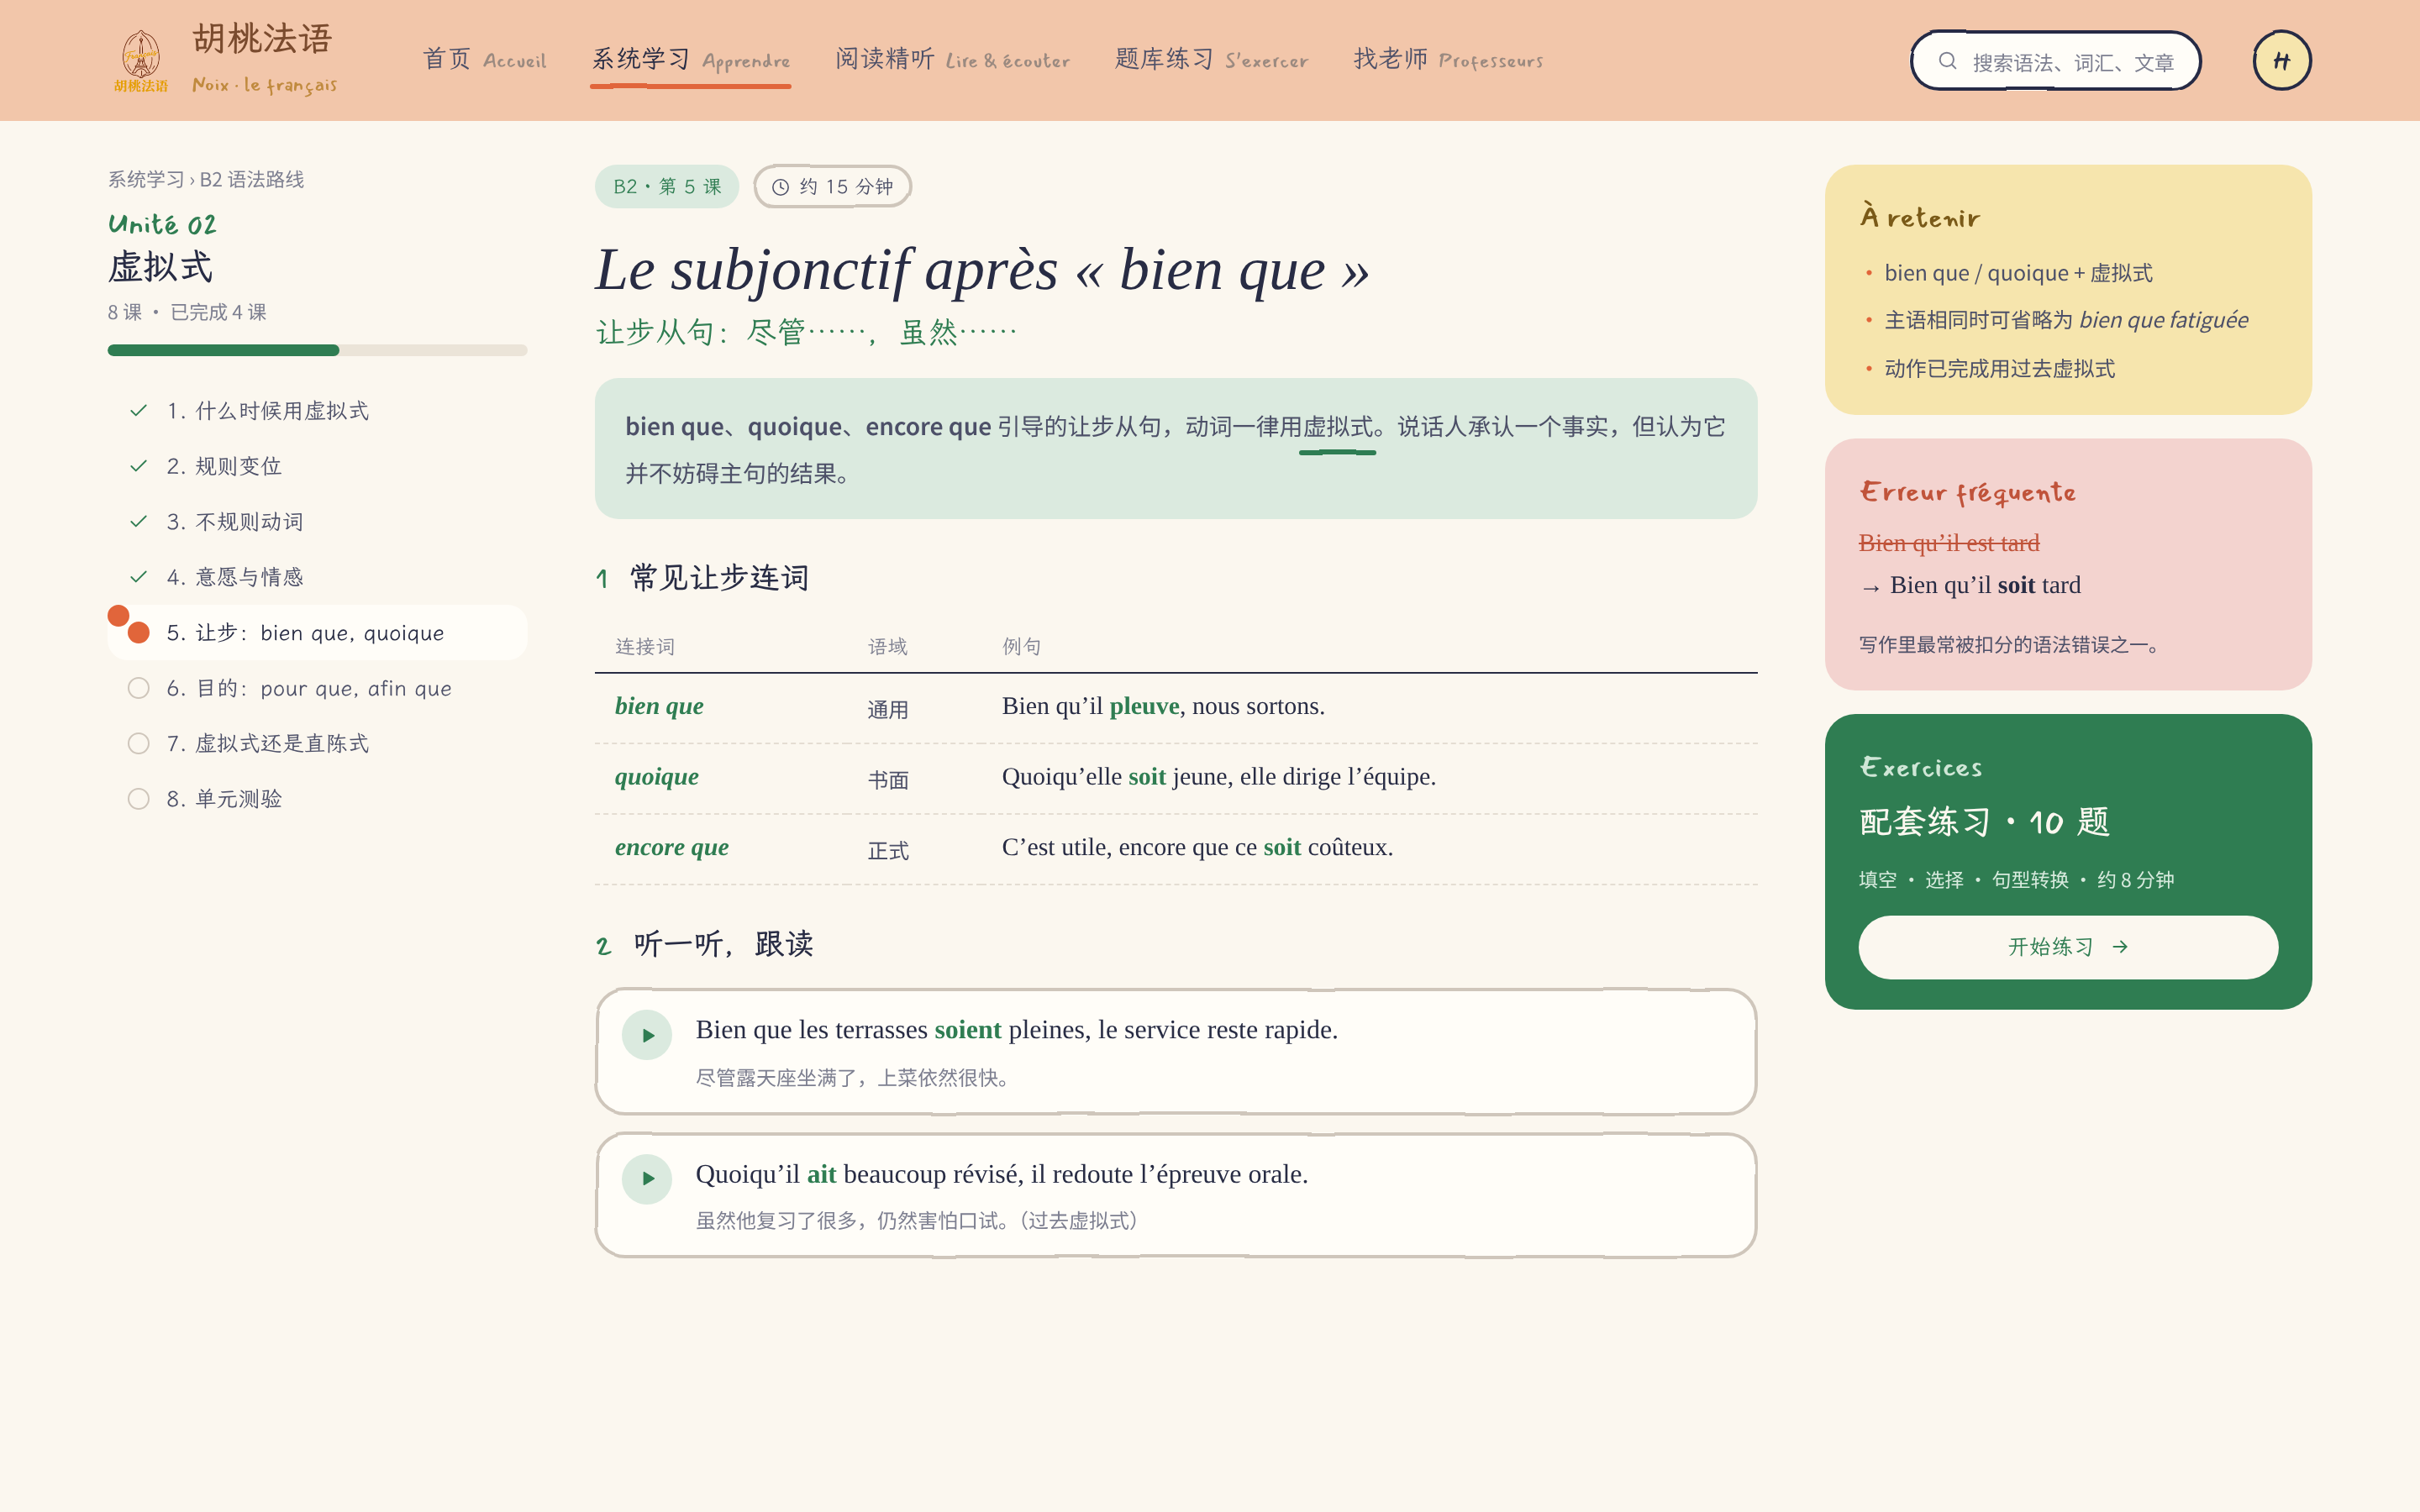 Français
胡桃法语
胡桃法语
Noix · le français
首页 Accueil
系统学习 Apprendre
阅读精听 Lire & écouter
题库练习 S'exercer
找老师 Professeurs
搜索语法、词汇、文章
H
系统学习 › B2 语法路线
Unité 02
虚拟式
8 课 · 已完成 4 课
1. 什么时候用虚拟式
2. 规则变位
3. 不规则动词
4. 意愿与情感
5. 让步：bien que, quoique
6. 目的：pour que, afin que
7. 虚拟式还是直陈式
8. 单元测验
B2 · 第 5 课
约 15 分钟
Le subjonctif après « bien que »
让步从句：尽管……，虽然……
bien que、quoique、encore que 引导的让步从句，动词一律用虚拟式。说话人承认一个事实，但认为它
并不妨碍主句的结果。
1 常见让步连词
连接词 语域 例句
bien que 通用 Bien qu’il pleuve, nous sortons.
quoique 书面 Quoiqu’elle soit jeune, elle dirige l’équipe.
encore que 正式 C’est utile, encore que ce soit coûteux.
2 听一听，跟读
Bien que les terrasses soient pleines, le service reste rapide.
尽管露天座坐满了，上菜依然很快。
Quoiqu’il ait beaucoup révisé, il redoute l’épreuve orale.
虽然他复习了很多，仍然害怕口试。（过去虚拟式）
À retenir
• bien que / quoique + 虚拟式
• 主语相同时可省略为 bien que fatiguée
• 动作已完成用过去虚拟式
Erreur fréquente
Bien qu’il est tard
→ Bien qu’il soit tard
写作里最常被扣分的语法错误之一。
Exercices
配套练习 · 10 题
填空 · 选择 · 句型转换 · 约 8 分钟
开始练习 →